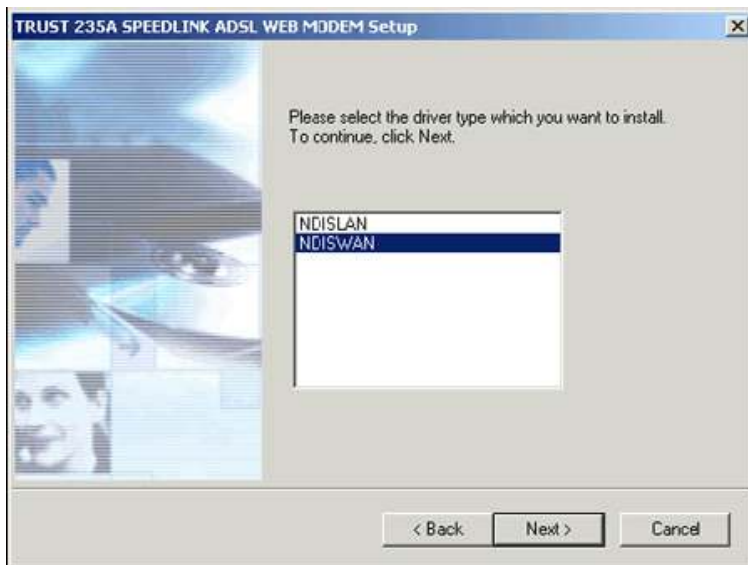 TRUST 235A SPEEDLINK ADSL WEB MODEM Setup
Please select the driver type which you want to install.
To continue, click Next.
NDISLAN
NDISWAN
< Back
Next >
Cancel